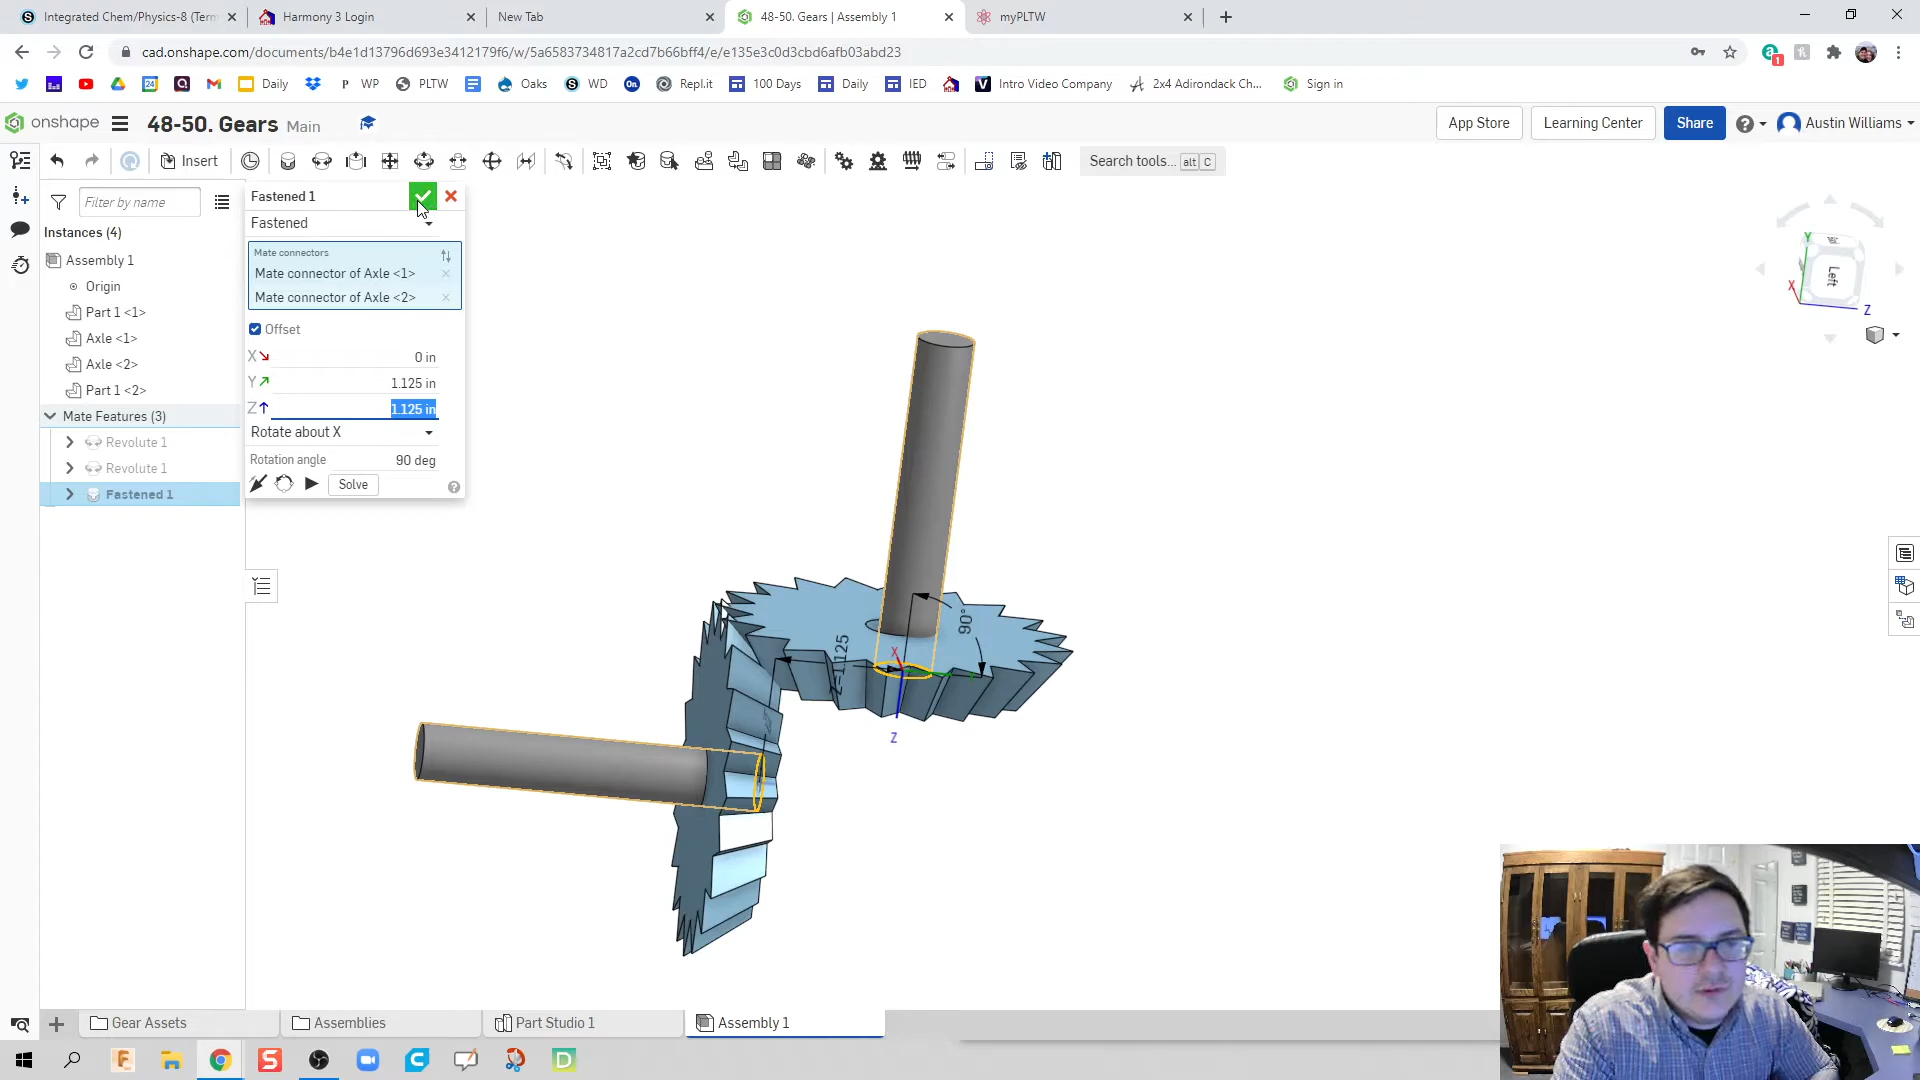 Integrated Chem/Physics-8 (Term
Harmony 3 Login
New Tab
48-50. Gears | Assembly 1
myPLTW
cad.onshape.com/documents/b4e1d13796d693e3412179f6/w/5a6583734817a2cd7b66bff4/e/e135e3c0d3cbd6afb03abd23
1
24
Daily
P WP
PLTW
Oaks
WD
On
Repl.it
100 Days
Daily
IED
Intro Video Company
2x4 Adirondack Ch...
Sign in
onshape
48-50. Gears Main
App Store
Learning Center
Share
Austin Williams
Insert
Search tools... alt C
Filter by name
Instances (4)
Assembly 1
Origin
Part 1 <1>
Axle <1>
Axle <2>
Part 1 <2>
Mate Features (3)
Revolute 1
Revolute 1
Fastened 1
Fastened 1
Fastened
Mate connectors
Mate connector of Axle <1>
Mate connector of Axle <2>
Offset
X 0 in
Y 1.125 in
Z 1.125 in
Rotate about X
Rotation angle 90 deg
Solve
90°
Z=1.125
X
Z
Y
Left
X
Z
Gear Assets
Assemblies
Part Studio 1
Assembly 1